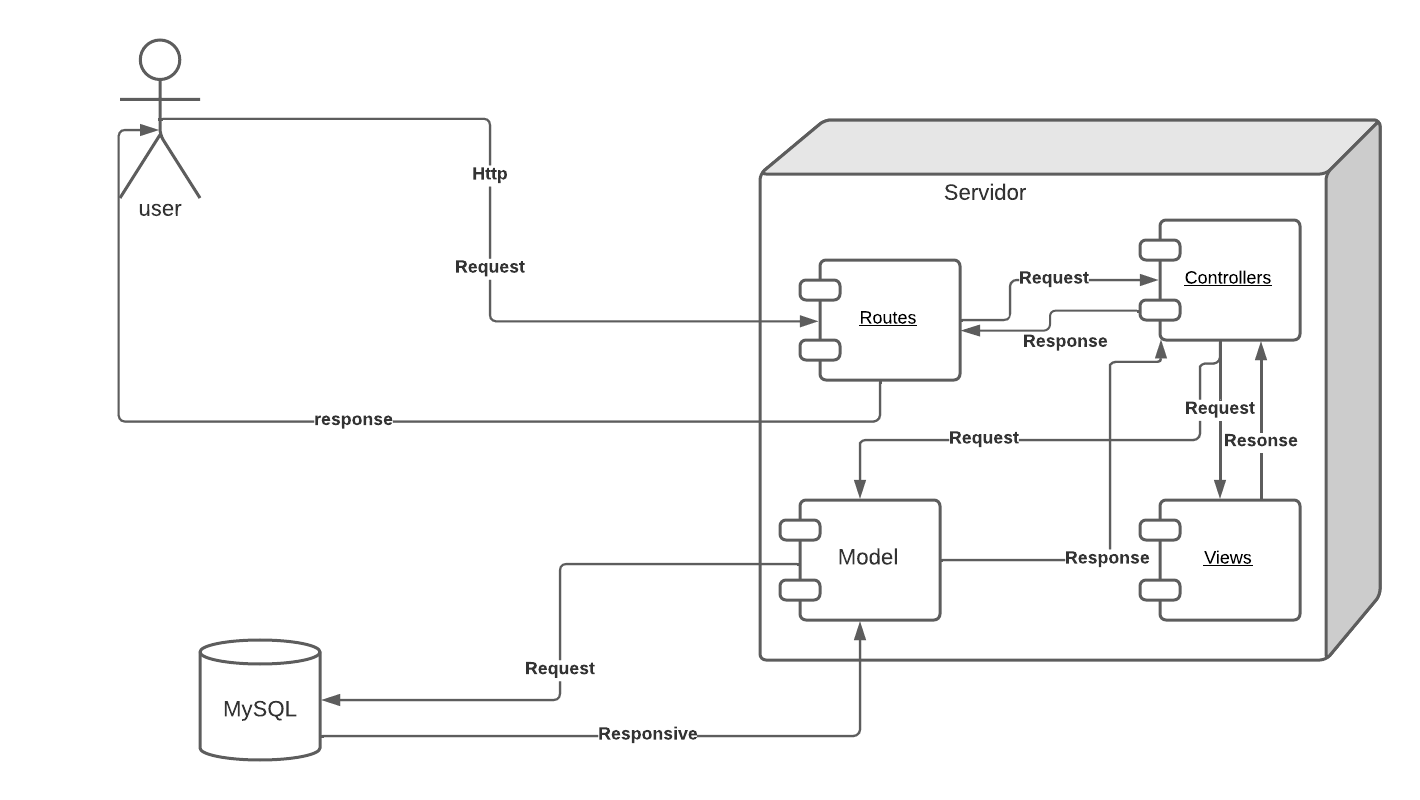 Http
Servidor
user
Request
Request
Controllers
Routes
Response
Request
response
Request
Resonse
Model
Response
Views
Request
MySQL
Responsive